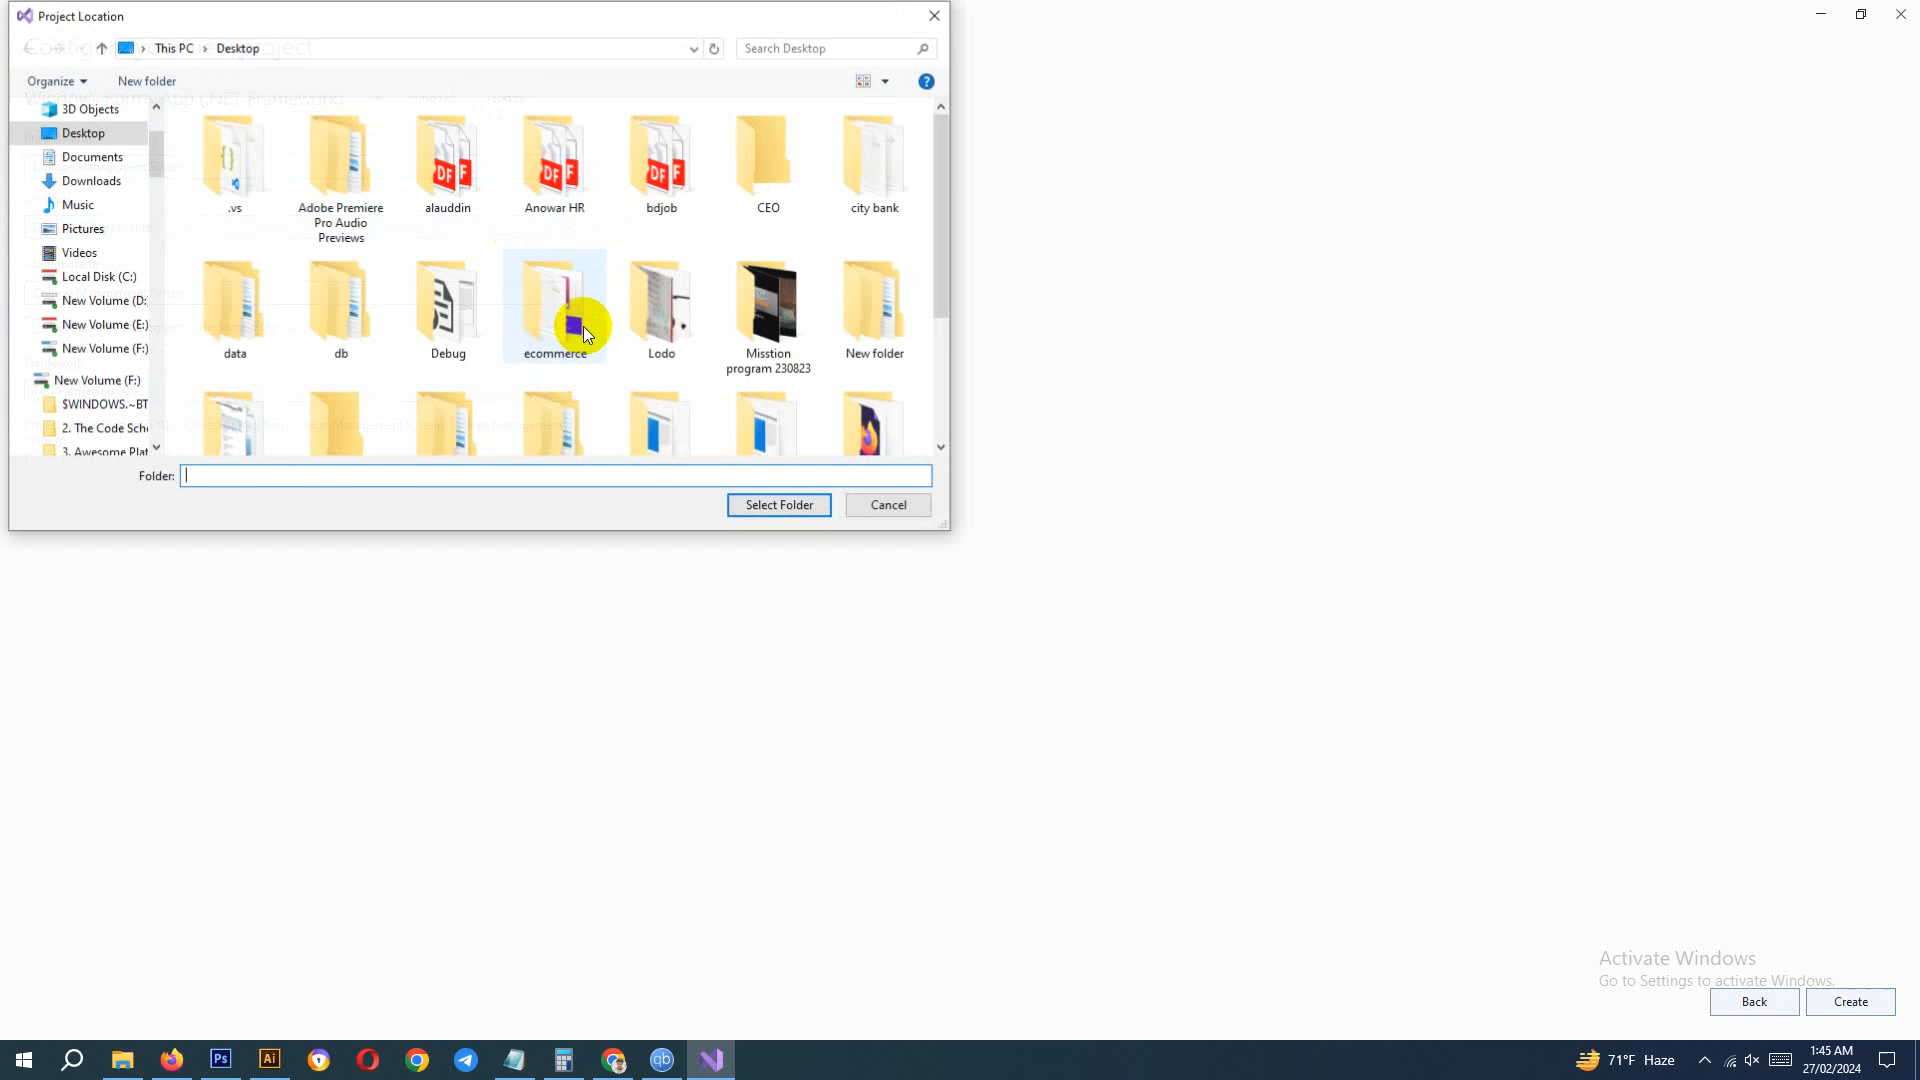 Project Location
This PC > Desktop
Search Desktop
Organize
New folder
3D Objects
Desktop
Documents
Downloads
Music
Pictures
Videos
Local Disk (C:)
New Volume (D:
New Volume (E:)
New Volume (F:)
New Volume (F:)
$WINDOWS.~BT
2. The Code Sch
3. Awesome Plat
.vs
Adobe Premiere
Pro Audio
Previews
alauddin
Anowar HR
bdjob
CEO
city bank
data
db
Debug
ecommerce
Lodo
Misstion
program 230823
New folder
Folder:
Select Folder
Cancel
Activate Windows
Go to Settings to activate Windows.
Back
Create
71°F Haze
1:45 AM
27/02/2024